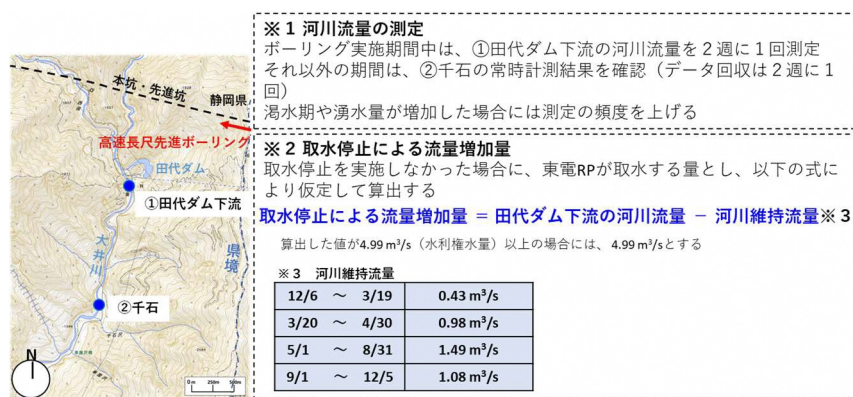 ※１ 河川流量の測定
ボーリング実施期間中は、①田代ダム下流の河川流量を２週に１回測定
それ以外の期間は、②千石の常時計測結果を確認（データ回収は２週に１
回）
渇水期や湧水量が増加した場合には測定の頻度を上げる
※２ 取水停止による流量増加量
取水停止を実施しなかった場合に、東電RPが取水する量とし、以下の式に
より仮定して算出する
取水停止による流量増加量 ＝ 田代ダム下流の河川流量 － 河川維持流量※３
算出した値が4.99 m³/s（水利権水量）以上の場合には、4.99 m³/sとする
※３ 河川維持流量
12/6 ～ 3/19 0.43 m³/s
3/20 ～ 4/30 0.98 m³/s
5/1 ～ 8/31 1.49 m³/s
9/1 ～ 12/5 1.08 m³/s
本坑・先進坑
静岡県
高速長尺先進ボーリング
田代ダム
①田代ダム下流
大井川
県境
②千石
N
0m 250m 500m